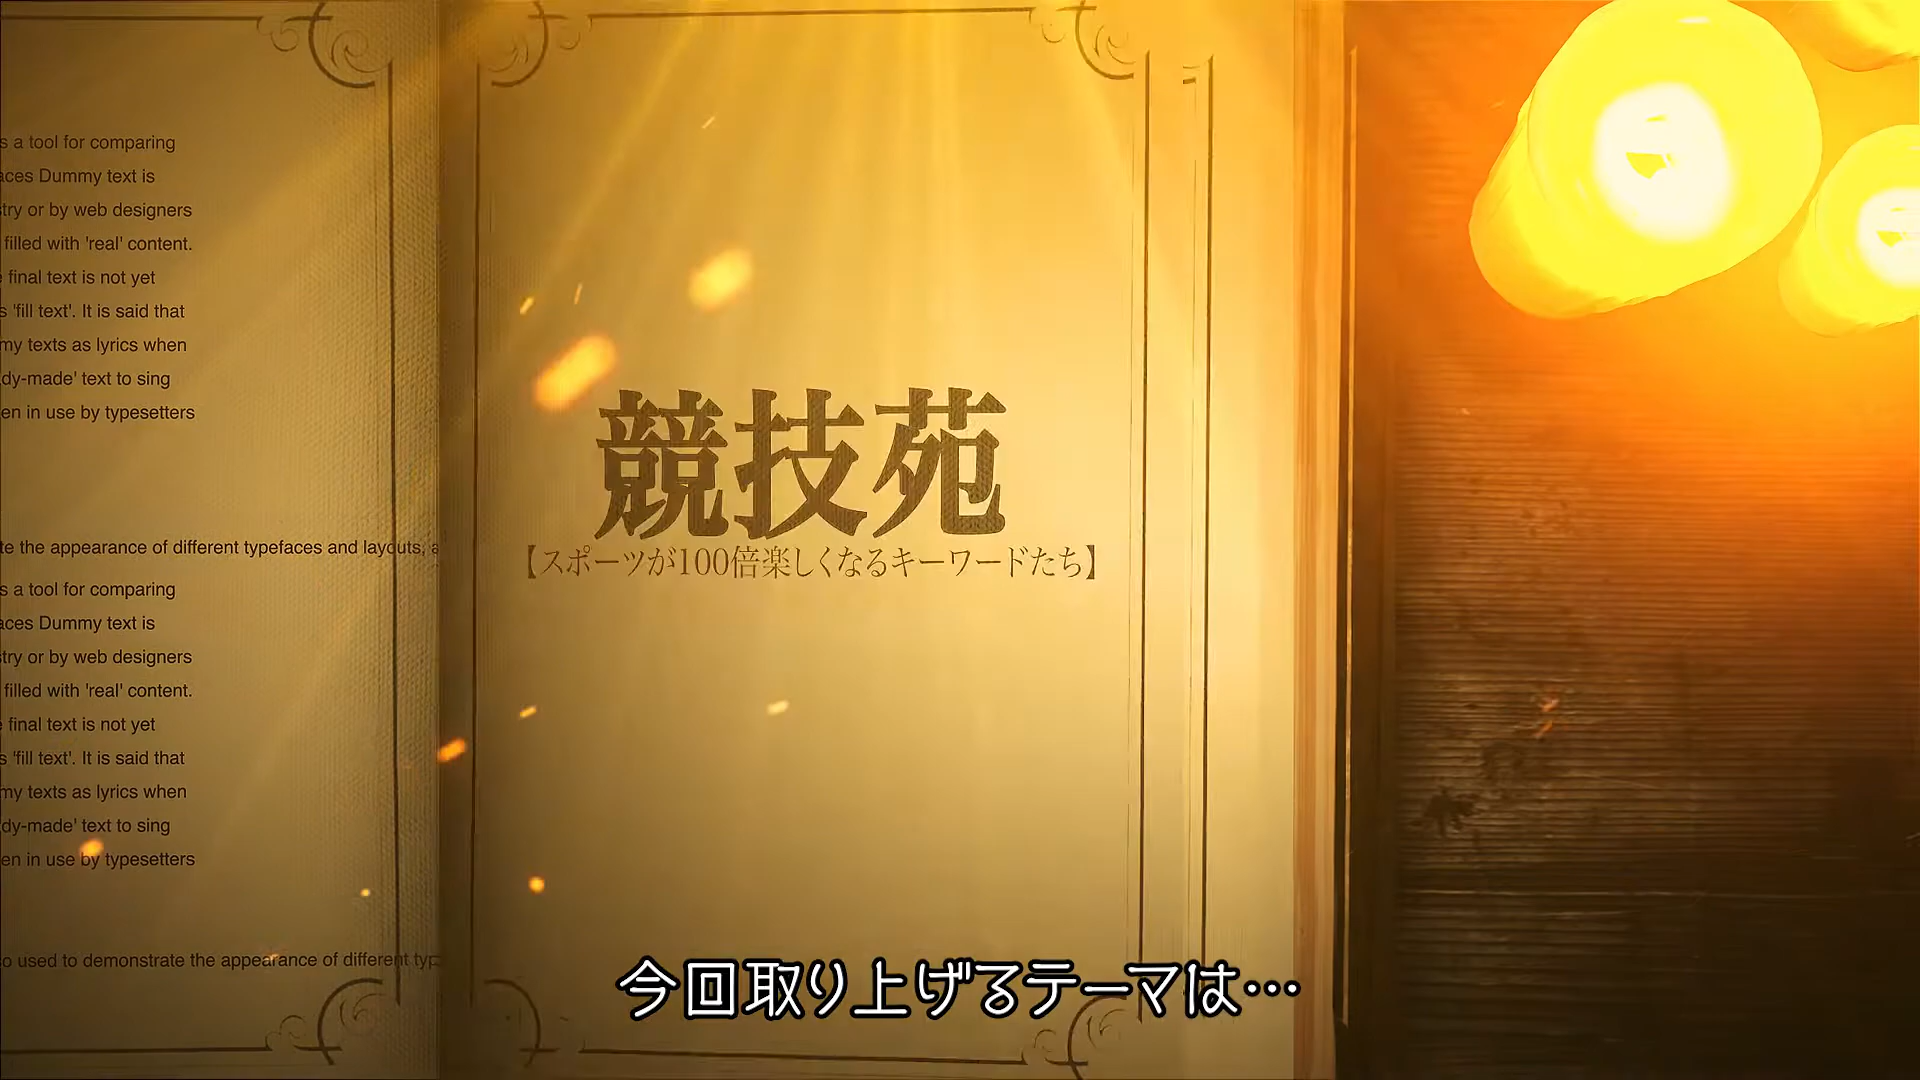 s a tool for comparing
aces Dummy text is
try or by web designers
filled with 'real' content.
e final text is not yet
s 'fill text'. It is said that
my texts as lyrics when
dy-made' text to sing
en in use by typesetters
te the appearance of different typefaces and layouts, a
s a tool for comparing
aces Dummy text is
try or by web designers
filled with 'real' content.
e final text is not yet
s 'fill text'. It is said that
my texts as lyrics when
dy-made' text to sing
en in use by typesetters
o used to demonstrate the appearance of different typ
競技苑
【スポーツが100倍楽しくなるキーワードたち】
今回取り上げるテーマは…